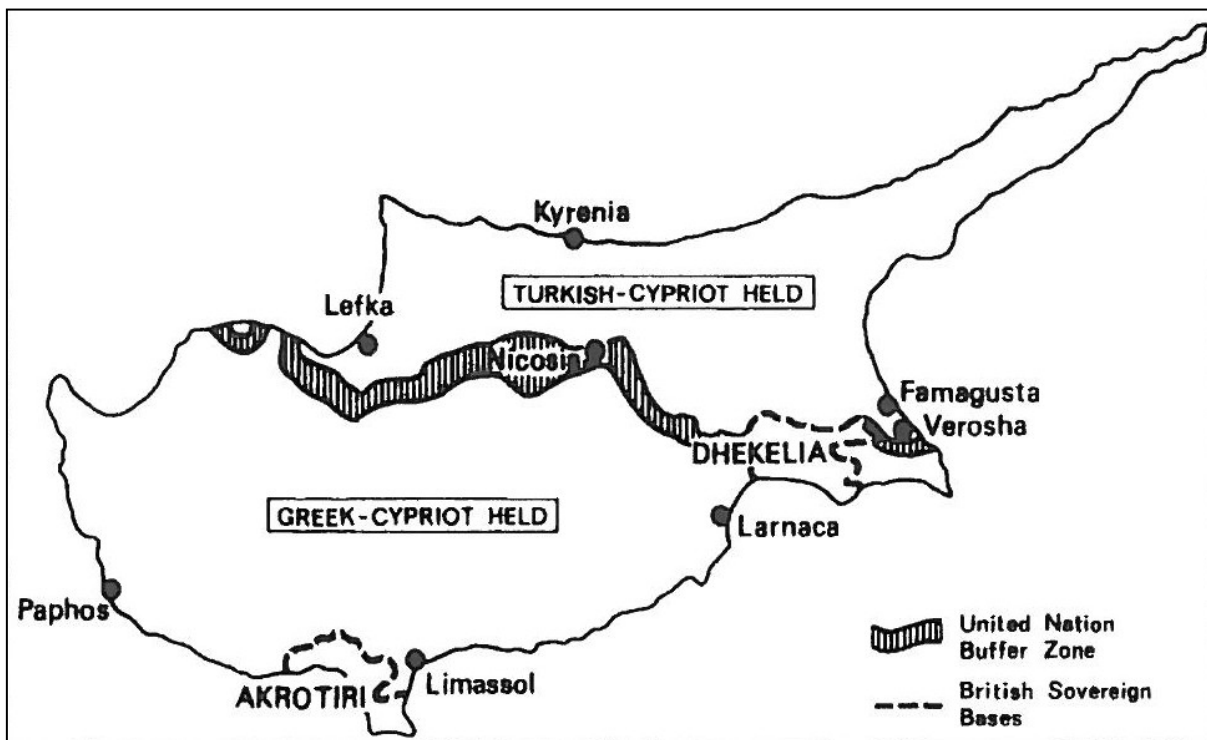 Kyrenia
TURKISH-CYPRIOT HELD
Lefka
Nicosia
Famagusta
Verosha
DHEKELIA
GREEK-CYPRIOT HELD
Larnaca
Paphos
United Nation
Buffer Zone
Limassol
AKROTIRI
British Sovereign
Bases